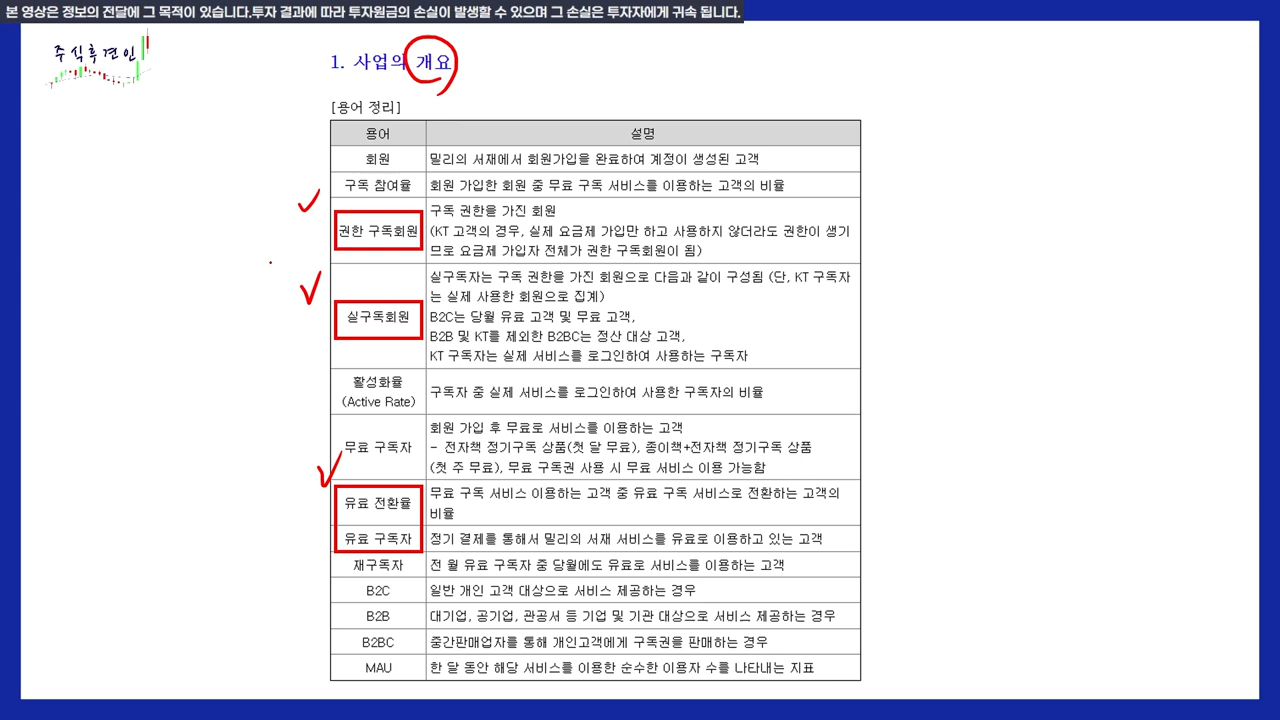 본 영상은 정보의 전달에 그 목적이 있습니다.투자 결과에 따라 투자원금의 손실이 발생할 수 있으며 그 손실은 투자자에게 귀속 됩니다.
주식후견인
1. 사업의 개요
[용어 정리]
용어 설명
회원 밀리의 서재에서 회원가입을 완료하여 계정이 생성된 고객
구독 참여율 회원 가입한 회원 중 무료 구독 서비스를 이용하는 고객의 비율
권한 구독회원 구독 권한을 가진 회원
(KT 고객의 경우, 실제 요금제 가입만 하고 사용하지 않더라도 권한이 생기
므로 요금제 가입자 전체가 권한 구독회원이 됨)
실구독회원 실구독자는 구독 권한을 가진 회원으로 다음과 같이 구성됨 (단, KT 구독자
는 실제 사용한 회원으로 집계)
B2C는 당월 유료 고객 및 무료 고객,
B2B 및 KT를 제외한 B2BC는 정산 대상 고객,
KT 구독자는 실제 서비스를 로그인하여 사용하는 구독자
활성화율
(Active Rate) 구독자 중 실제 서비스를 로그인하여 사용한 구독자의 비율
무료 구독자 회원 가입 후 무료로 서비스를 이용하는 고객
- 전자책 정기구독 상품(첫 달 무료), 종이책+전자책 정기구독 상품
(첫 주 무료), 무료 구독권 사용 시 무료 서비스 이용 가능함
유료 전환율 무료 구독 서비스 이용하는 고객 중 유료 구독 서비스로 전환하는 고객의
비율
유료 구독자 정기 결제를 통해서 밀리의 서재 서비스를 유료로 이용하고 있는 고객
재구독자 전 월 유료 구독자 중 당월에도 유료로 서비스를 이용하는 고객
B2C 일반 개인 고객 대상으로 서비스 제공하는 경우
B2B 대기업, 공기업, 관공서 등 기업 및 기관 대상으로 서비스 제공하는 경우
B2BC 중간판매업자를 통해 개인고객에게 구독권을 판매하는 경우
MAU 한 달 동안 해당 서비스를 이용한 순수한 이용자 수를 나타내는 지표